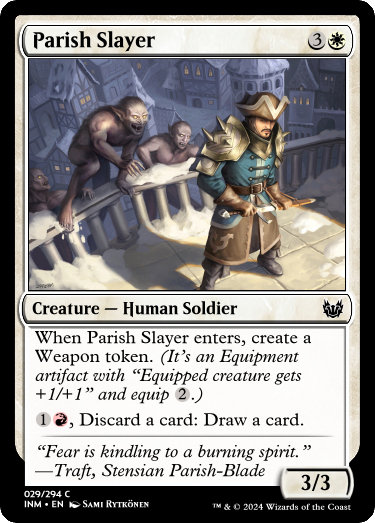 Parish Slayer 3
Creature — Human Soldier
When Parish Slayer enters, create a
Weapon token. (It's an Equipment
artifact with “Equipped creature gets
+1/+1” and equip 2.)
1, Discard a card: Draw a card.
“Fear is kindling to a burning spirit.”
—Traft, Stensian Parish-Blade
3/3
029/294 C
INM • EN Sami Rytkönen
™ & © 2024 Wizards of the Coast